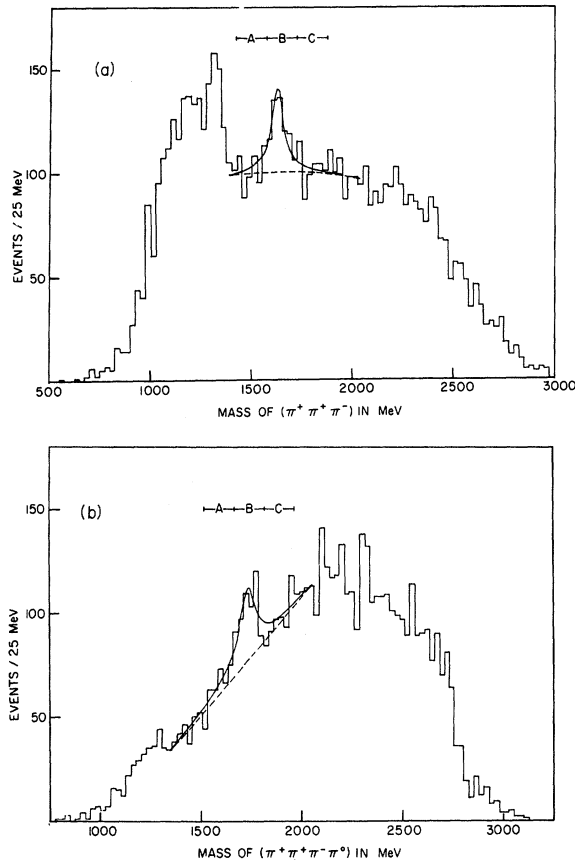 A B C
(a)
150
100
50
EVENTS / 25 MeV
500 1000 1500 2000 2500 3000
MASS OF (π⁺ π⁺ π⁻) IN MeV
A B C
(b)
150
100
50
EVENTS / 25 MeV
1000 1500 2000 2500 3000
MASS OF (π⁺π⁺π⁻π⁰) IN MeV